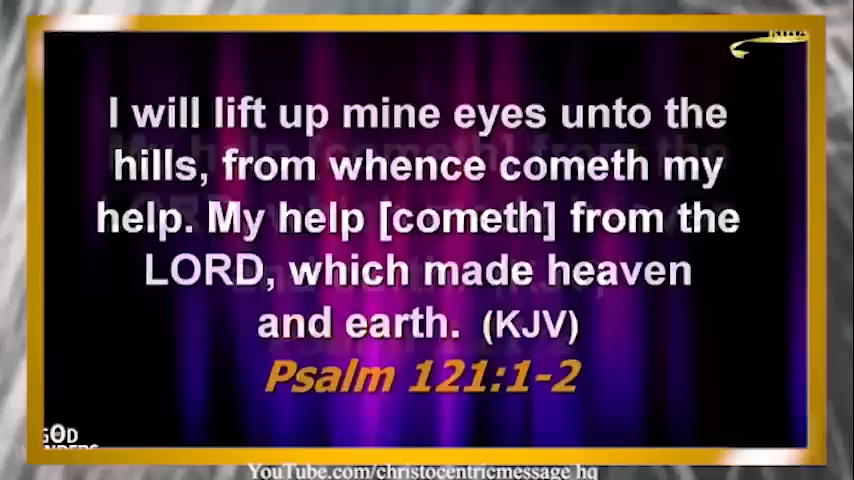 I will lift up mine eyes unto the
hills, from whence cometh my
help. My help [cometh] from the
LORD, which made heaven
and earth. (KJV)
Psalm 121:1-2
GOD
YouTube.com/christocentricmessage hq